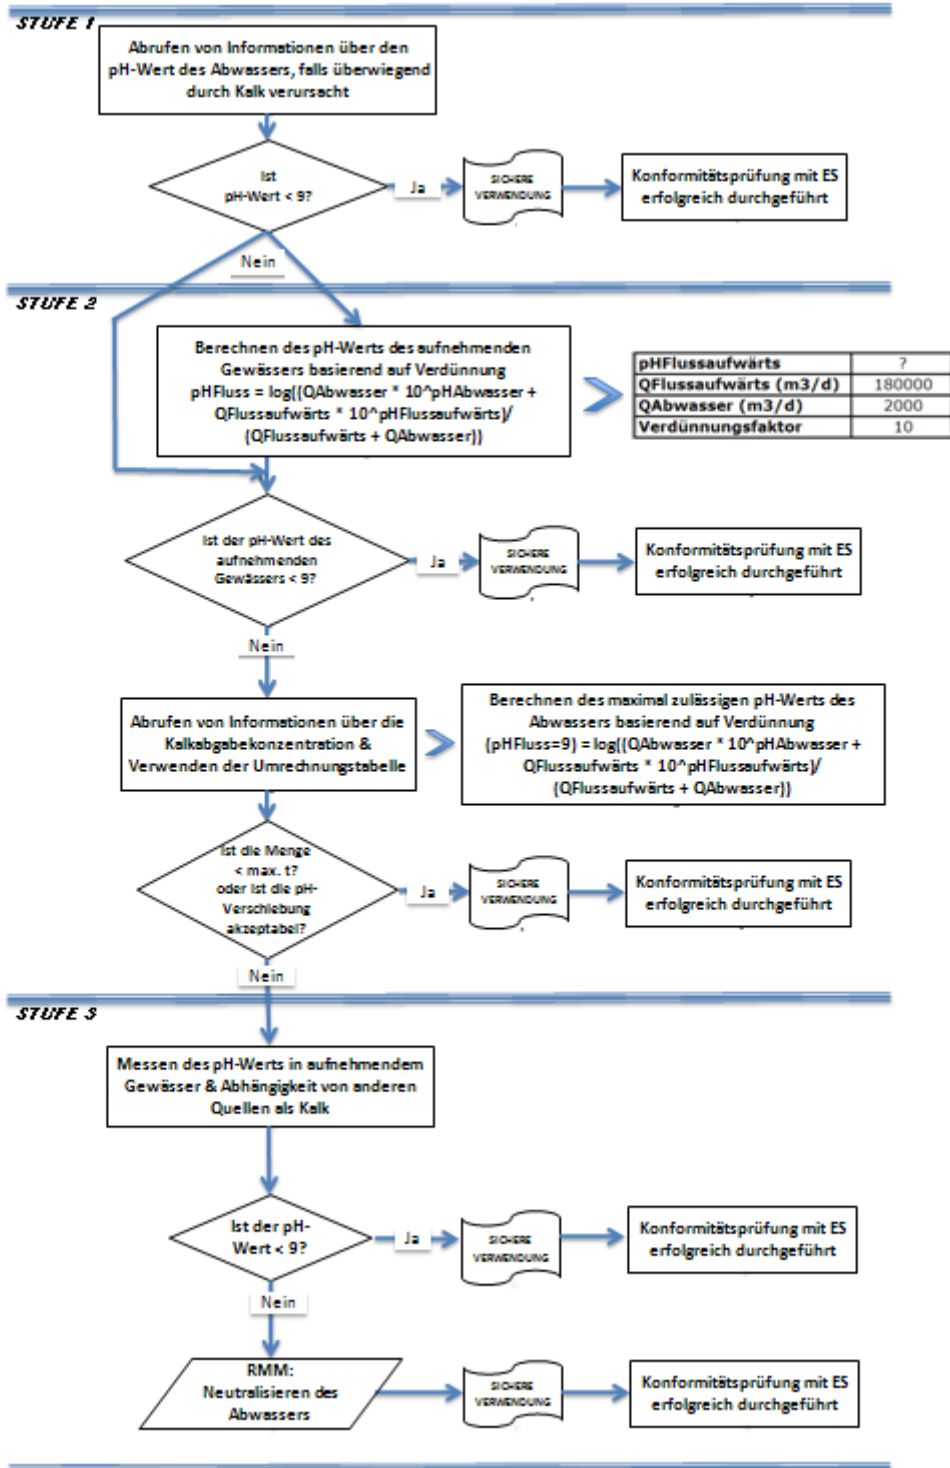 STUFE 1
Abrufen von Informationen über den
pH-Wert des Abwassers, falls überwiegend
durch Kalk verursacht
Ist
pH-Wert < 9?
Ja
SICHERE
VERWENDUNG
Konformitätsprüfung mit ES
erfolgreich durchgeführt
Nein
STUFE 2
Berechnen des pH-Werts des aufnehmenden
Gewässers basierend auf Verdünnung
pHFluss = log((QAbwasser * 10^pHAbwasser +
QFlussaufwärts * 10^pHFlussaufwärts)/
(QFlussaufwärts + QAbwasser))
pHFlussaufwärts ?
QFlussaufwärts (m3/d) 180000
QAbwasser (m3/d) 2000
Verdünnungsfaktor 10
Ist der pH-Wert des
aufnehmenden
Gewässers < 9?
Ja
SICHERE
VERWENDUNG
Konformitätsprüfung mit ES
erfolgreich durchgeführt
Nein
Abrufen von Informationen über die
Kalkabgabekonzentration &
Verwenden der Umrechnungstabelle
Berechnen des maximal zulässigen pH-Werts des
Abwassers basierend auf Verdünnung
(pHFluss=9) = log((QAbwasser * 10^pHAbwasser +
QFlussaufwärts * 10^pHFlussaufwärts)/
(QFlussaufwärts + QAbwasser))
Ist die Menge
< max. t?
oder Ist die pH-
Verschiebung
akzeptabel?
Ja
SICHERE
VERWENDUNG
Konformitätsprüfung mit ES
erfolgreich durchgeführt
Nein
STUFE 3
Messen des pH-Werts in aufnehmendem
Gewässer & Abhängigkeit von anderen
Quellen als Kalk
Ist der pH-
Wert < 9?
Ja
SICHERE
VERWENDUNG
Konformitätsprüfung mit ES
erfolgreich durchgeführt
Nein
RMM:
Neutralisieren des
Abwassers
SICHERE
VERWENDUNG
Konformitätsprüfung mit ES
erfolgreich durchgeführt